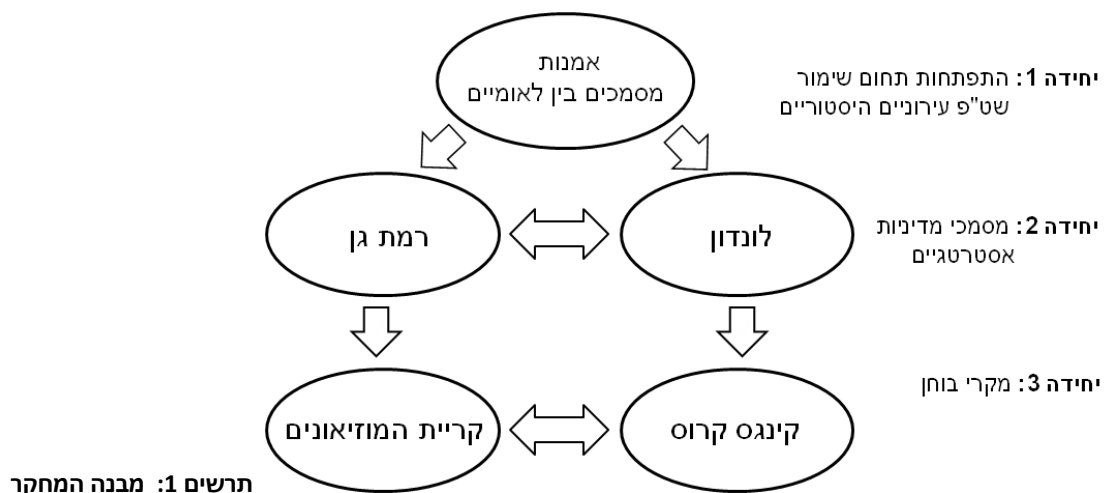 אמנות
מסמכים בין לאומיים
יחידה 1: התפתחות תחום שימור
שט"פ עירוניים היסטוריים
לונדון
רמת גן
יחידה 2: מסמכי מדיניות
אסטרטגיים
קינגס קרוס
קריית המוזיאונים
יחידה 3: מקרי בוחן
תרשים 1: מבנה המחקר